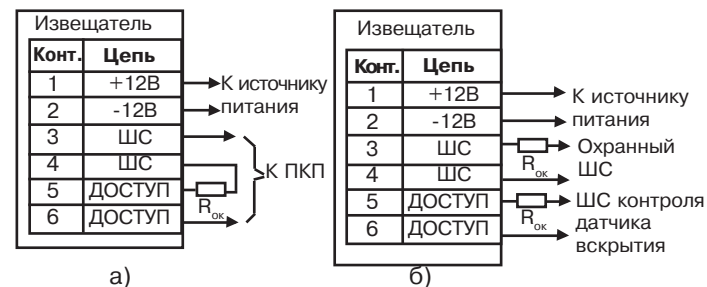 Извещатель
Конт. Цепь
1 +12В
2 -12В
3 ШС
4 ШС
5 ДОСТУП
6 ДОСТУП
К источнику
питания
К ПКП
Rок
а)
Извещатель
Конт. Цепь
1 +12В
2 -12В
3 ШС
4 ШС
5 ДОСТУП
6 ДОСТУП
К источнику
питания
Rок
Охранный
ШС
Rок
ШС контроля
датчика
вскрытия
б)